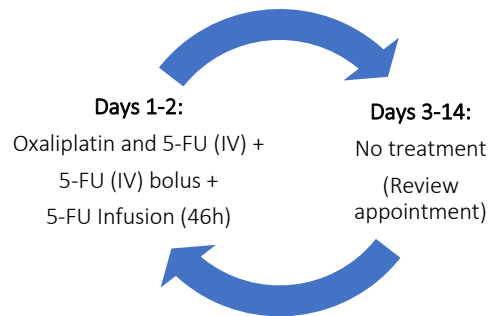 Days 1-2:
Oxaliplatin and 5-FU (IV) +
5-FU (IV) bolus +
5-FU Infusion (46h)
Days 3-14:
No treatment
(Review
appointment)